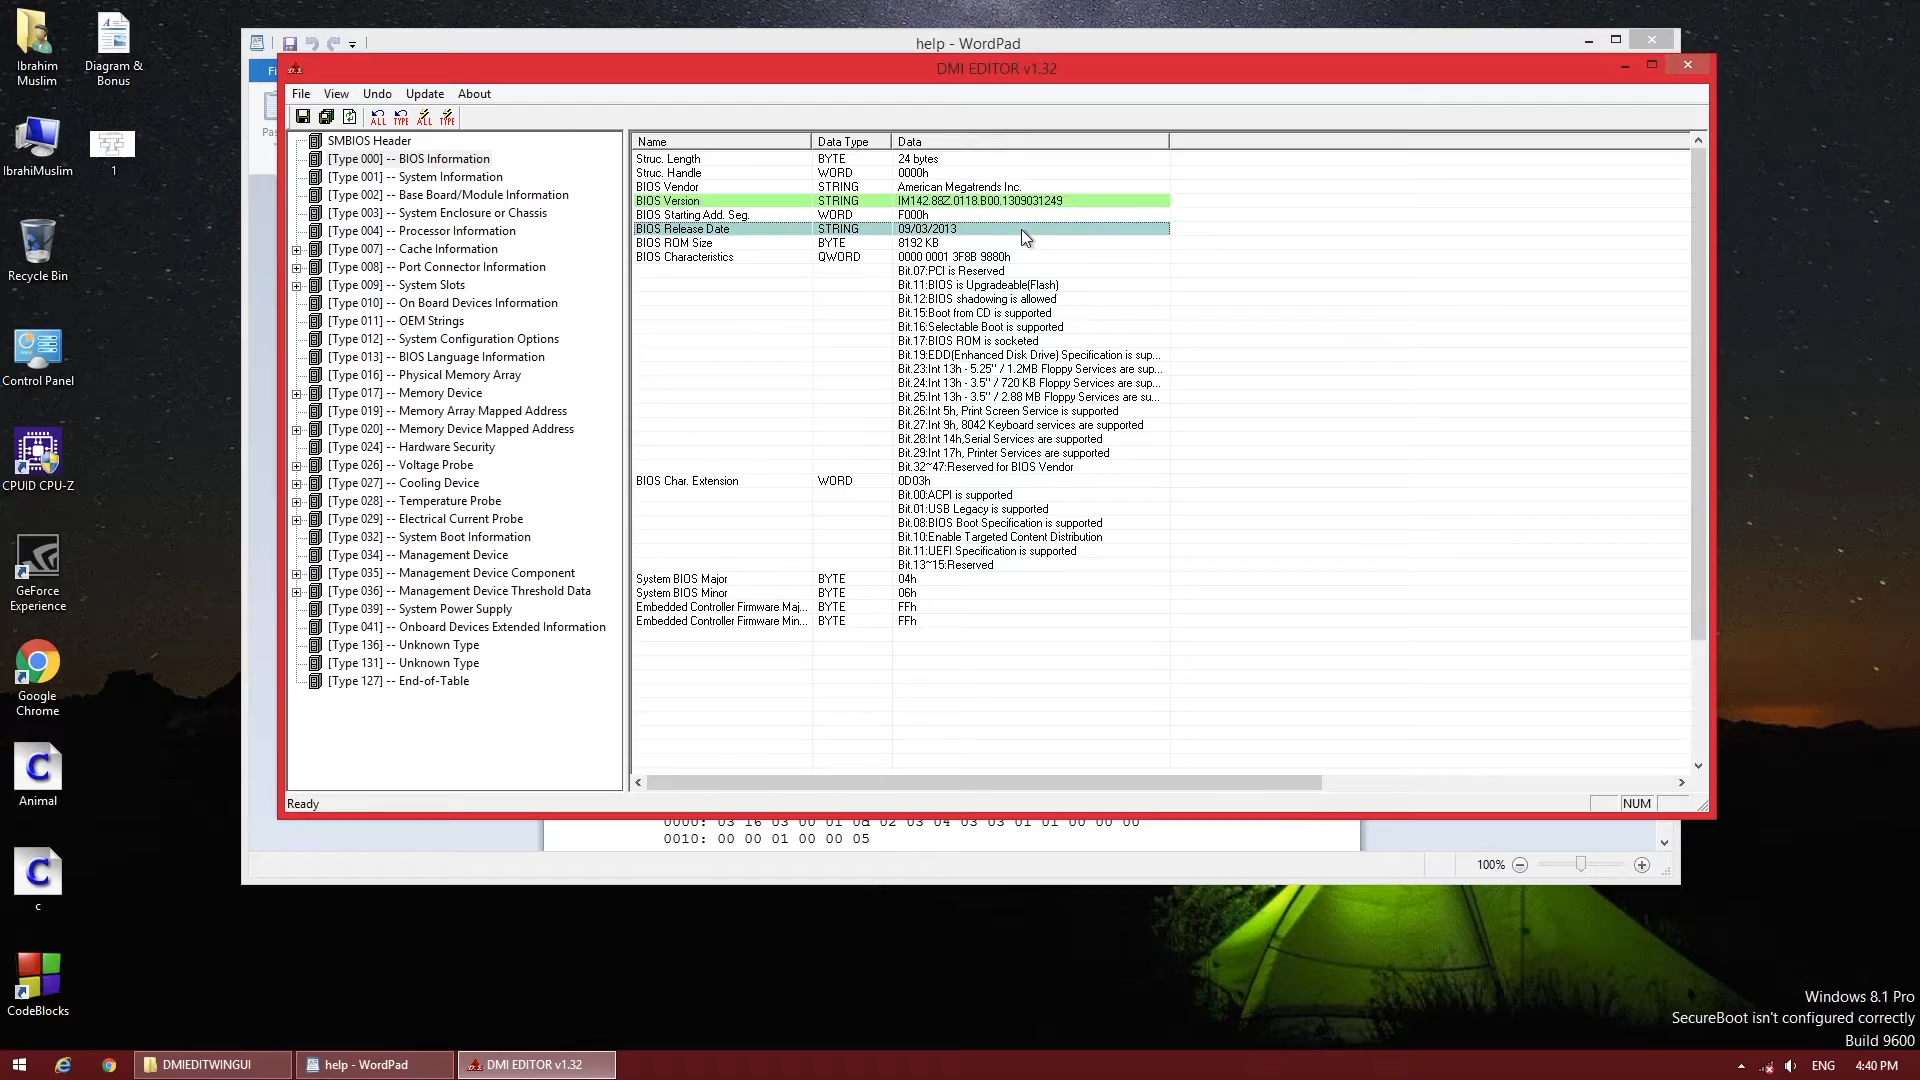 Ibrahim
Muslim
Diagram &
Bonus
IbrahiMuslim
1
Recycle Bin
Control Panel
CPUID CPU-Z
GeForce
Experience
Google
Chrome
Animal
c
CodeBlocks
help - WordPad
Fi
Pas
DMI EDITOR v1.32
File View Undo Update About
ALL TYPE ALL TYPE
SMBIOS Header
[Type 000] -- BIOS Information
[Type 001] -- System Information
[Type 002] -- Base Board/Module Information
[Type 003] -- System Enclosure or Chassis
[Type 004] -- Processor Information
[Type 007] -- Cache Information
[Type 008] -- Port Connector Information
[Type 009] -- System Slots
[Type 010] -- On Board Devices Information
[Type 011] -- OEM Strings
[Type 012] -- System Configuration Options
[Type 013] -- BIOS Language Information
[Type 016] -- Physical Memory Array
[Type 017] -- Memory Device
[Type 019] -- Memory Array Mapped Address
[Type 020] -- Memory Device Mapped Address
[Type 024] -- Hardware Security
[Type 026] -- Voltage Probe
[Type 027] -- Cooling Device
[Type 028] -- Temperature Probe
[Type 029] -- Electrical Current Probe
[Type 032] -- System Boot Information
[Type 034] -- Management Device
[Type 035] -- Management Device Component
[Type 036] -- Management Device Threshold Data
[Type 039] -- System Power Supply
[Type 041] -- Onboard Devices Extended Information
[Type 136] -- Unknown Type
[Type 131] -- Unknown Type
[Type 127] -- End-of-Table
Name Data Type Data
Struc. Length BYTE 24 bytes
Struc. Handle WORD 0000h
BIOS Vendor STRING American Megatrends Inc.
BIOS Version STRING IM142.88Z.0118.B00.1309031249
BIOS Starting Add. Seg. WORD F000h
BIOS Release Date STRING 09/03/2013
BIOS ROM Size BYTE 8192 KB
BIOS Characteristics QWORD 0000 0001 3F8B 9880h
Bit.07:PCI is Reserved
Bit.11:BIOS is Upgradeable(Flash)
Bit.12:BIOS shadowing is allowed
Bit.15:Boot from CD is supported
Bit.16:Selectable Boot is supported
Bit.17:BIOS ROM is socketed
Bit.19:EDD(Enhanced Disk Drive) Specification is sup...
Bit.23:Int 13h - 5.25'' / 1.2MB Floppy Services are sup...
Bit.24:Int 13h - 3.5'' / 720 KB Floppy Services are sup...
Bit.25:Int 13h - 3.5'' / 2.88 MB Floppy Services are su...
Bit.26:Int 5h, Print Screen Service is supported
Bit.27:Int 9h, 8042 Keyboard services are supported
Bit.28:Int 14h,Serial Services are supported
Bit.29:Int 17h, Printer Services are supported
Bit.32~47:Reserved for BIOS Vendor
BIOS Char. Extension WORD 0D03h
Bit.00:ACPI is supported
Bit.01:USB Legacy is supported
Bit.08:BIOS Boot Specification is supported
Bit.10:Enable Targeted Content Distribution
Bit.11:UEFI Specification is supported
Bit.13~15:Reserved
System BIOS Major BYTE 04h
System BIOS Minor BYTE 06h
Embedded Controller Firmware Maj... BYTE FFh
Embedded Controller Firmware Min... BYTE FFh
Ready
NUM
0000: 03 16 03 00 01 0d 02 03 04 03 03 01 01 00 00 00
0010: 00 00 01 00 00 05
100%
Windows 8.1 Pro
SecureBoot isn't configured correctly
Build 9600
DMIEDITWINGUI
help - WordPad
DMI EDITOR v1.32
ENG
4:40 PM